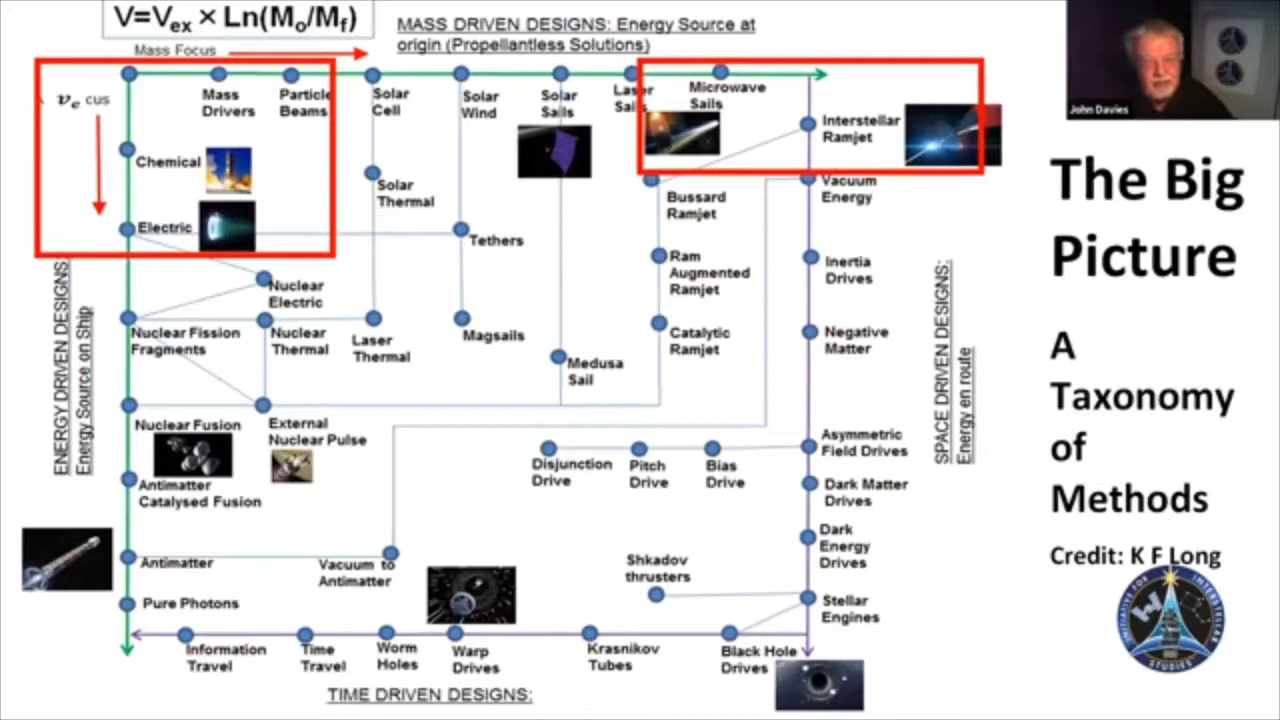 V=Vex × Ln(Mo/Mf)
MASS DRIVEN DESIGNS: Energy Source at
origin (Propellantless Solutions)
Mass Focus
John Davies
Mass
Drivers
Particle
Beams
Solar
Cell
Solar
Wind
Solar
Sails
Laser
Sails
Microwave
Sails
ve cus
Chemical
Electric
Solar
Thermal
Tethers
Interstellar
Ramjet
Vacuum
Energy
Bussard
Ramjet
Ram
Augmented
Ramjet
Inertia
Drives
Nuclear
Electric
Nuclear Fission
Fragments
Nuclear
Thermal
Laser
Thermal
Magsails
Medusa
Sail
Catalytic
Ramjet
Negative
Matter
ENERGY DRIVEN DESIGNS:
Energy Source on Ship
SPACE DRIVEN DESIGNS:
Energy en route
Nuclear Fusion
External
Nuclear Pulse
Disjunction
Drive
Pitch
Drive
Bias
Drive
Asymmetric
Field Drives
Antimatter
Catalysed Fusion
Dark Matter
Drives
Dark
Energy
Drives
Antimatter
Vacuum to
Antimatter
Shkadov
thrusters
Stellar
Engines
Pure Photons
Information
Travel
Time
Travel
Worm
Holes
Warp
Drives
Krasnikov
Tubes
Black Hole
Drives
TIME DRIVEN DESIGNS:
The Big
Picture
A
Taxonomy
of
Methods
Credit: K F Long
INITIATIVE FOR INTERSTELLAR STUDIES